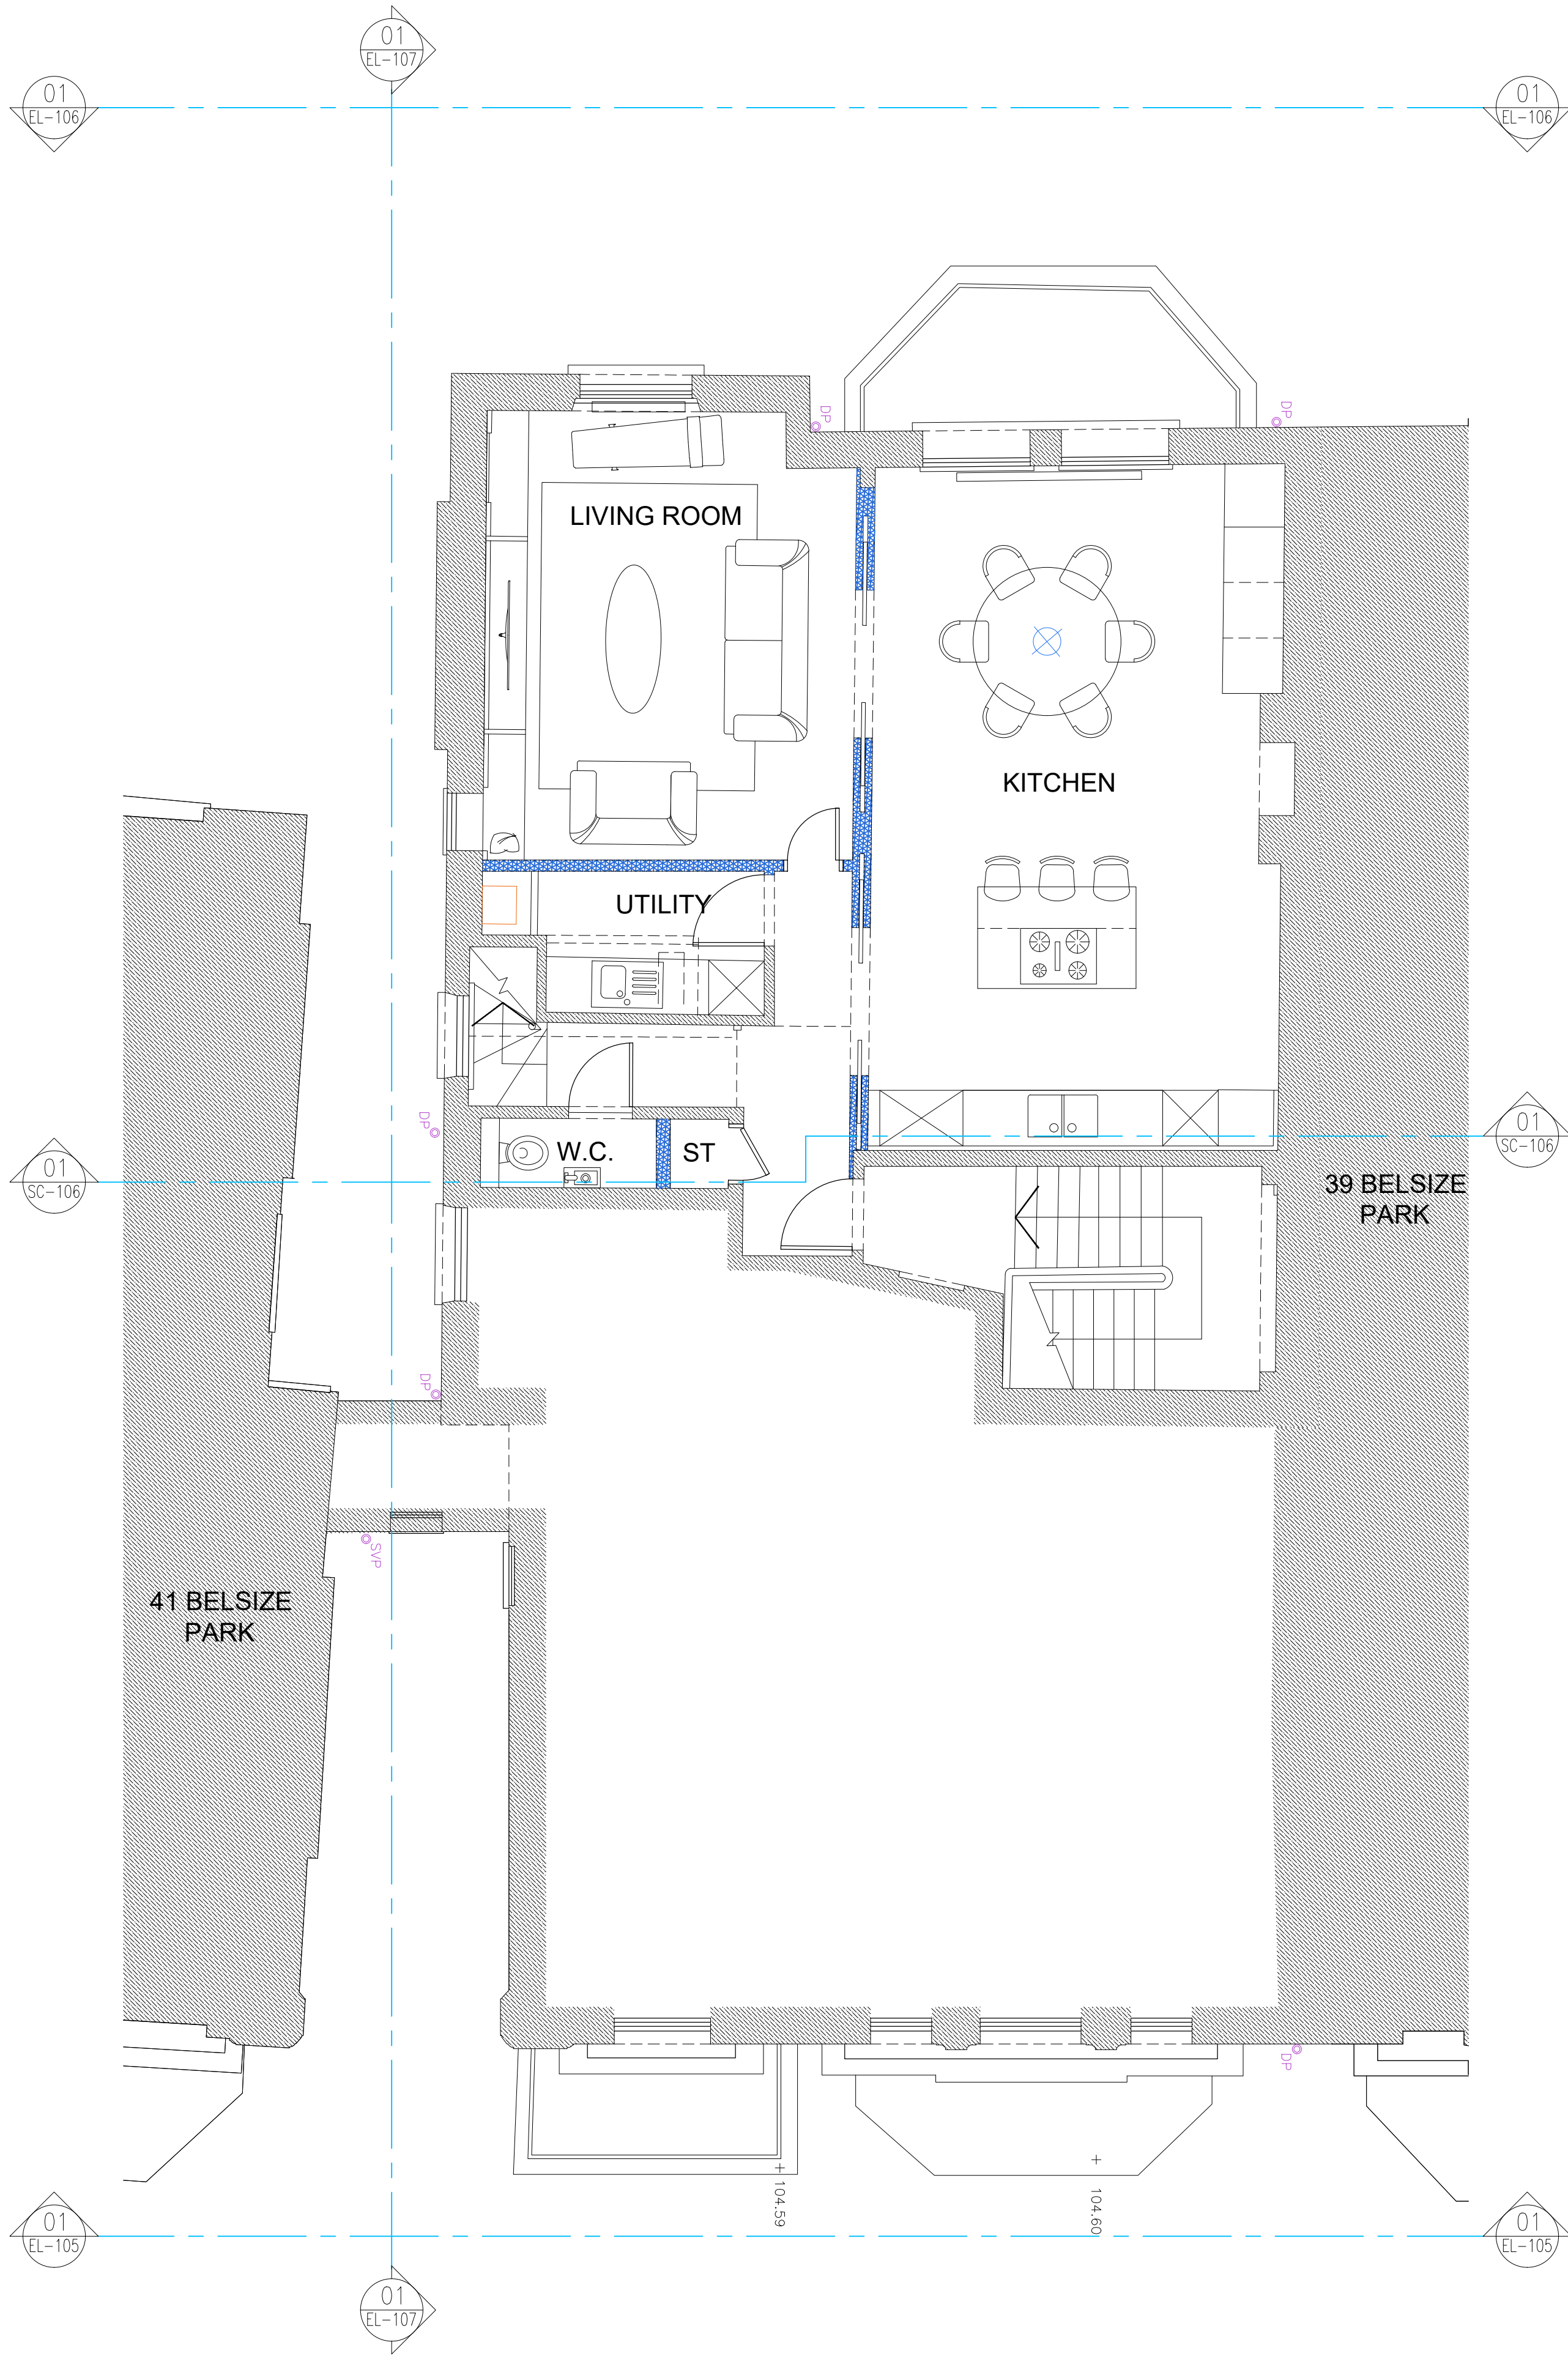 01
EL-107
01
EL-106
01
EL-106
DP
DP
LIVING ROOM
KITCHEN
UTILITY
DP
01
SC-106
W.C.
ST
01
SC-106
39 BELSIZE
PARK
DP
SVP
41 BELSIZE
PARK
DP
104.59
104.60
01
EL-105
01
EL-105
01
EL-107